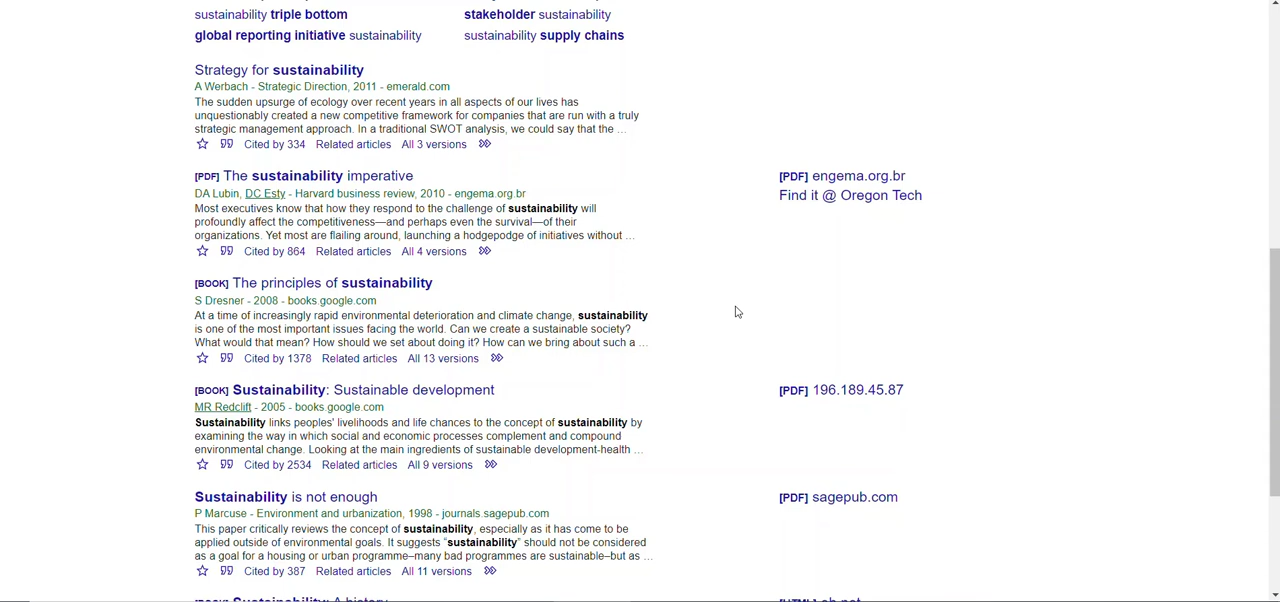 sustainability triple bottom
stakeholder sustainability
global reporting initiative sustainability
sustainability supply chains
Strategy for sustainability
A Werbach - Strategic Direction, 2011 - emerald.com
The sudden upsurge of ecology over recent years in all aspects of our lives has
unquestionably created a new competitive framework for companies that are run with a truly
strategic management approach. In a traditional SWOT analysis, we could say that the ...
Cited by 334 Related articles All 3 versions
[PDF] The sustainability imperative
[PDF] engema.org.br
DA Lubin, DC Esty - Harvard business review, 2010 - engema.org.br
Find it @ Oregon Tech
Most executives know that how they respond to the challenge of sustainability will
profoundly affect the competitiveness—and perhaps even the survival—of their
organizations. Yet most are flailing around, launching a hodgepodge of initiatives without ...
Cited by 864 Related articles All 4 versions
[BOOK] The principles of sustainability
S Dresner - 2008 - books.google.com
At a time of increasingly rapid environmental deterioration and climate change, sustainability
is one of the most important issues facing the world. Can we create a sustainable society?
What would that mean? How should we set about doing it? How can we bring about such a ...
Cited by 1378 Related articles All 13 versions
[BOOK] Sustainability: Sustainable development
[PDF] 196.189.45.87
MR Redclift - 2005 - books.google.com
Sustainability links peoples' livelihoods and life chances to the concept of sustainability by
examining the way in which social and economic processes complement and compound
environmental change. Looking at the main ingredients of sustainable development-health ...
Cited by 2534 Related articles All 9 versions
Sustainability is not enough
[PDF] sagepub.com
P Marcuse - Environment and urbanization, 1998 - journals.sagepub.com
This paper critically reviews the concept of sustainability, especially as it has come to be
applied outside of environmental goals. It suggests "sustainability" should not be considered
as a goal for a housing or urban programme–many bad programmes are sustainable–but as ...
Cited by 387 Related articles All 11 versions
Sustainability: A history